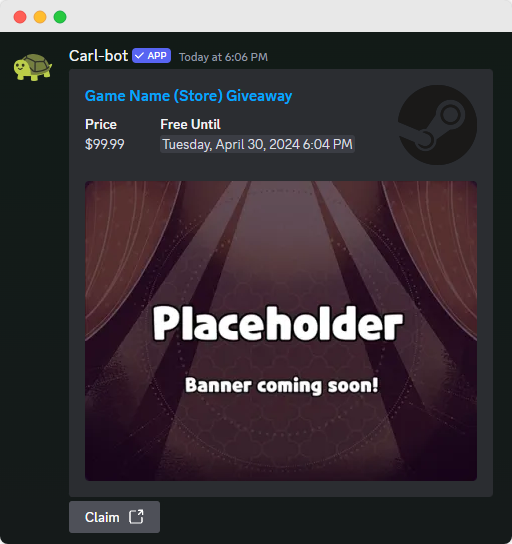 Carl-bot ✓ APP Today at 6:06 PM
Game Name (Store) Giveaway
Price Free Until
$99.99 Tuesday, April 30, 2024 6:04 PM
Placeholder
Banner coming soon!
Claim